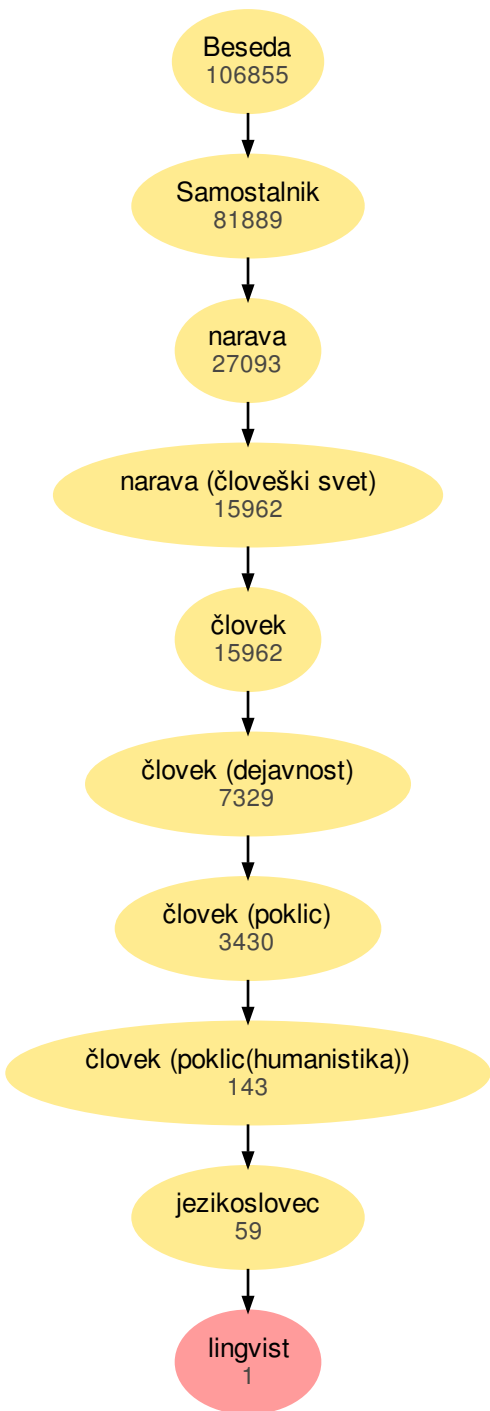 Beseda
106855
Samostalnik
81889
narava
27093
narava (človeški svet)
15962
človek
15962
človek (dejavnost)
7329
človek (poklic)
3430
človek (poklic(humanistika))
143
jezikoslovec
59
lingvist
1